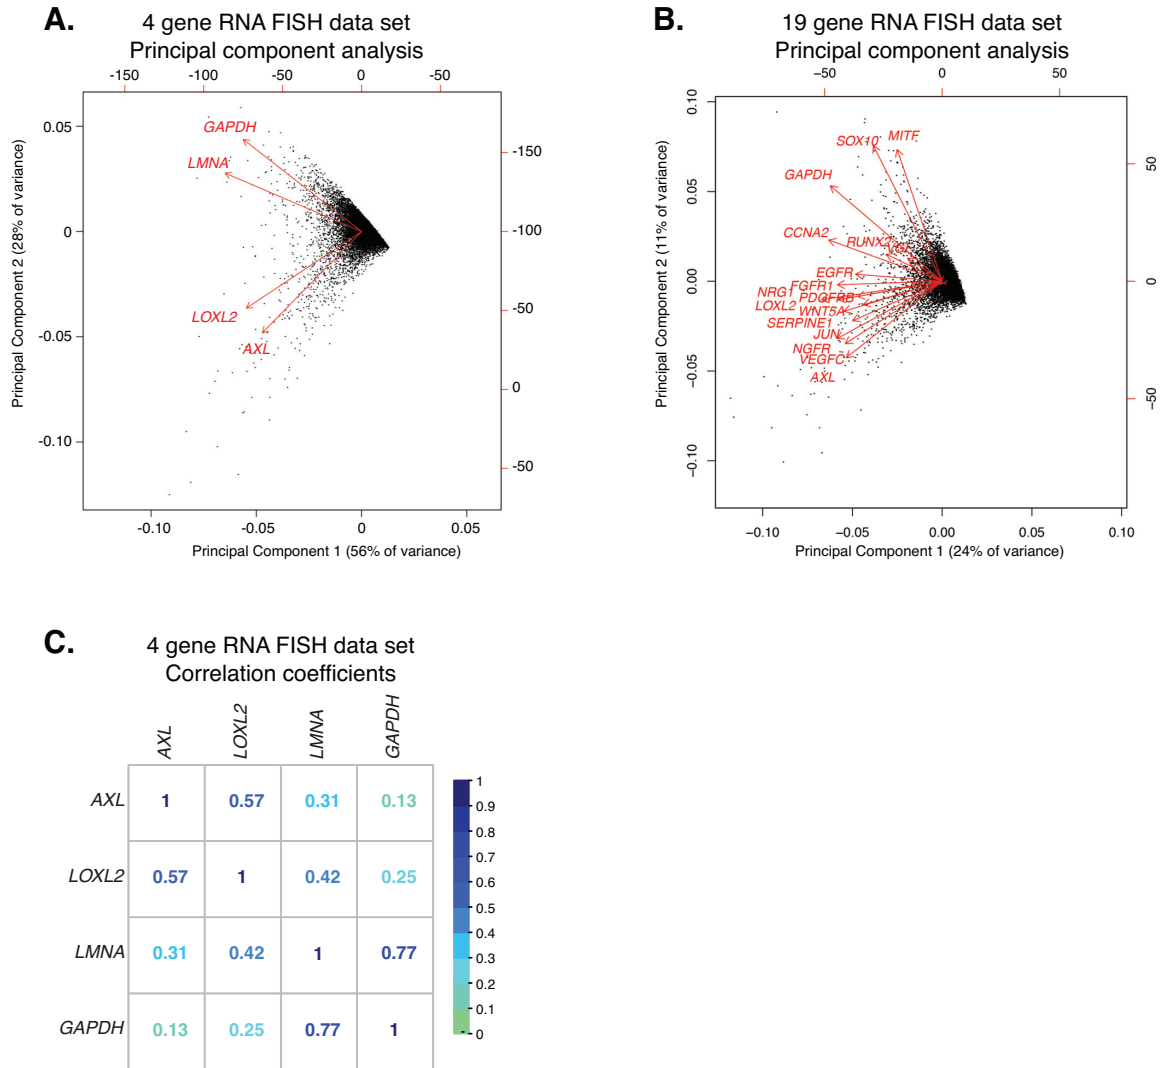 A.
4 gene RNA FISH data set
Principal component analysis
-150 -100 -50 0 -50
Principal Component 2 (28% of variance)
0.05
0
-0.05
-0.10
GAPDH
LMNA
LOXL2
AXL
-150
-100
-50
0
-50
-0.10 -0.05 0 0.05
Principal Component 1 (56% of variance)
B.
19 gene RNA FISH data set
Principal component analysis
−50 0 50
Principal Component 2 (11% of variance)
0.10
0.05
0.00
−0.05
−0.10
SOX10 MITF
GAPDH
CCNA2
RUNX2
VGF
EGFR
FGFR1
NRG1 PDGFRB
LOXL2
WNT5A
SERPINE1
JUN
NGFR
VEGFC
AXL
50
0
−50
−0.10 −0.05 0.00 0.05 0.10
Principal Component 1 (24% of variance)
C.
4 gene RNA FISH data set
Correlation coefficients
AXL LOXL2 LMNA GAPDH
AXL 1 0.57 0.31 0.13
LOXL2 0.57 1 0.42 0.25
LMNA 0.31 0.42 1 0.77
GAPDH 0.13 0.25 0.77 1
1
0.9
0.8
0.7
0.6
0.5
0.4
0.3
0.2
0.1
0